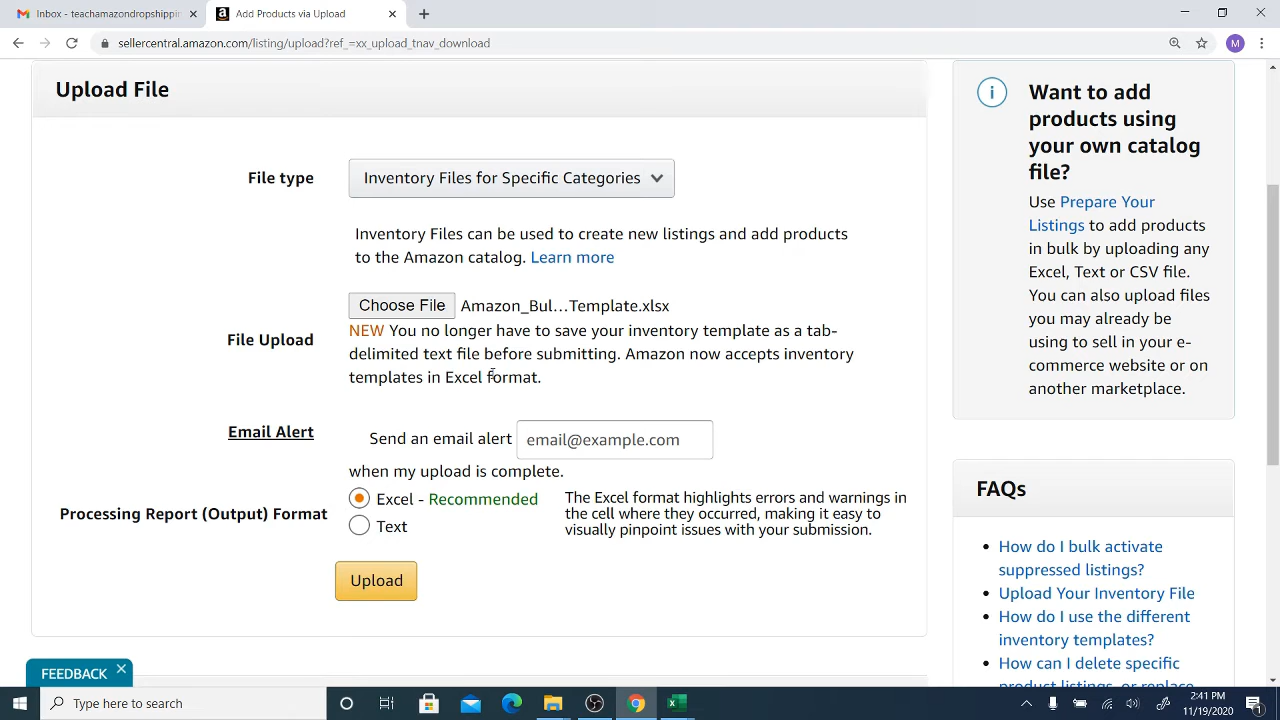 Inbox - teachamazondropshippin
Add Products via Upload
sellercentral.amazon.com/listing/upload?ref_=xx_upload_tnav_download
M
Upload File
File type
Inventory Files for Specific Categories
Inventory Files can be used to create new listings and add products
to the Amazon catalog. Learn more
File Upload
Choose File Amazon_Bul...Template.xlsx
NEW You no longer have to save your inventory template as a tab-
delimited text file before submitting. Amazon now accepts inventory
templates in Excel format.
Email Alert
Send an email alert email@example.com
when my upload is complete.
Processing Report (Output) Format
Excel - Recommended
Text
The Excel format highlights errors and warnings in
the cell where they occurred, making it easy to
visually pinpoint issues with your submission.
Upload
Want to add
products using
your own catalog
file?
Use Prepare Your
Listings to add products
in bulk by uploading any
Excel, Text or CSV file.
You can also upload files
you may already be
using to sell in your e-
commerce website or on
another marketplace.
FAQs
How do I bulk activate
suppressed listings?
Upload Your Inventory File
How do I use the different
inventory templates?
How can I delete specific
product listings, or replace
FEEDBACK
Type here to search
2:41 PM
11/19/2020